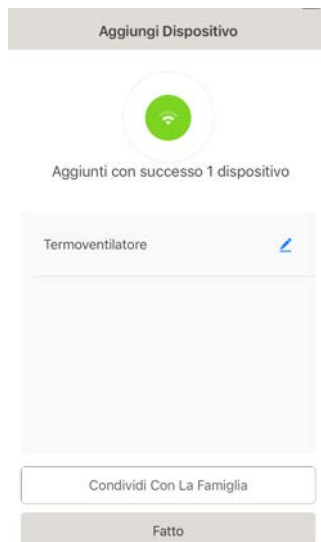 Aggiungi Dispositivo
Aggiunti con successo 1 dispositivo
Termoventilatore
Condividi Con La Famiglia
Fatto